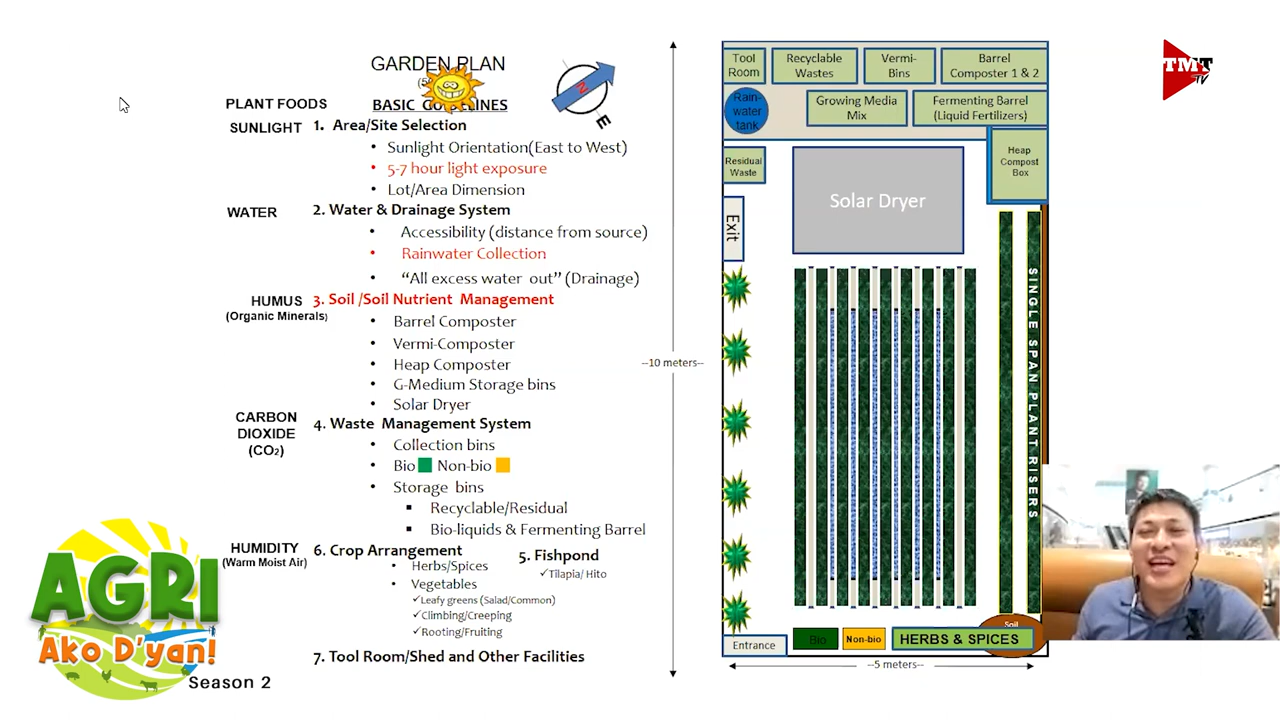 GARDEN PLAN
PLANT FOODS
BASIC GUIDELINES
SUNLIGHT
1. Area/Site Selection
• Sunlight Orientation(East to West)
• 5-7 hour light exposure
• Lot/Area Dimension
WATER
2. Water & Drainage System
• Accessibility (distance from source)
• Rainwater Collection
• “All excess water out” (Drainage)
HUMUS
(Organic Minerals)
3. Soil /Soil Nutrient Management
• Barrel Composter
• Vermi-Composter
• Heap Composter
• G-Medium Storage bins
• Solar Dryer
CARBON
DIOXIDE
(CO2)
4. Waste Management System
• Collection bins
• Bio Non-bio
• Storage bins
▪ Recyclable/Residual
▪ Bio-liquids & Fermenting Barrel
HUMIDITY
(Warm Moist Air)
6. Crop Arrangement
• Herbs/Spices
• Vegetables
✓Leafy greens (Salad/Common)
✓Climbing/Creeping
✓Rooting/Fruiting
5. Fishpond
✓Tilapia/ Hito
7. Tool Room/Shed and Other Facilities
N
E
--10 meters--
Tool
Room
Recyclable
Wastes
Vermi-
Bins
Barrel
Composter 1 & 2
Rain-
water
tank
Growing Media
Mix
Fermenting Barrel
(Liquid Fertilizers)
Residual
Waste
Heap
Compost
Box
Solar Dryer
Exit
SINGLE SPAN PLANT RISERS
Soil
Entrance
Bio
Non-bio
HERBS & SPICES
--5 meters--
TMT
TV
AGRI
Ako D'yan!
Season 2